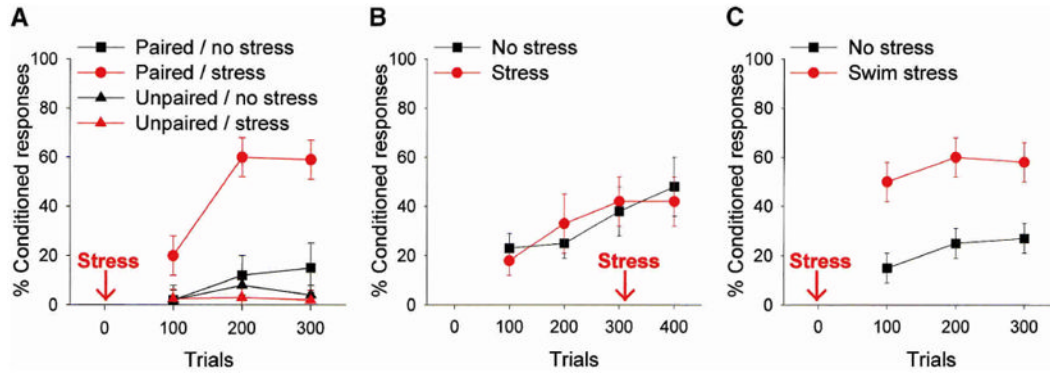 A
Paired / no stress
Paired / stress
Unpaired / no stress
Unpaired / stress
% Conditioned responses
100
80
60
40
20
0
Stress
0 100 200 300
Trials
B
No stress
Stress
% Conditioned responses
100
80
60
40
20
0
Stress
0 100 200 300 400
Trials
C
No stress
Swim stress
% Conditioned responses
100
80
60
40
20
0
Stress
0 100 200 300
Trials